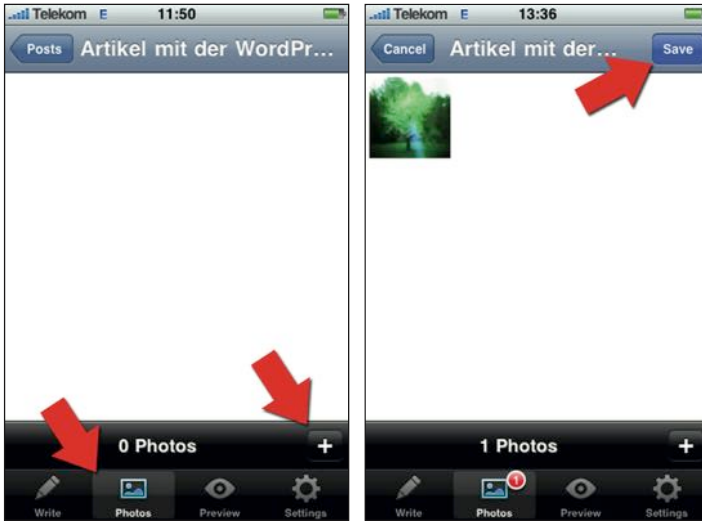 Telekom E 11:50
Posts Artikel mit der WordPr...
0 Photos +
Write Photos Preview Settings
Telekom E 13:36
Cancel Artikel mit der... Save
1 Photos +
1
Write Photos Preview Settings